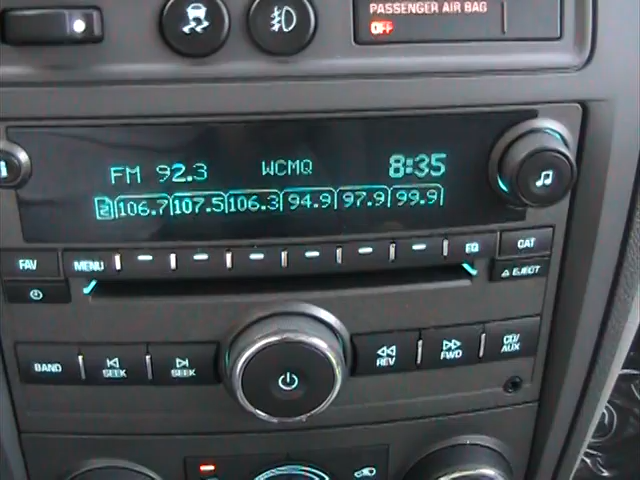 PASSENGER AIR BAG
OFF
FM 92.3 WCMQ 8:35
2 106.7 107.5 106.3 94.9 97.9 99.9
FAV MENU EQ CAT
EJECT
BAND SEEK SEEK REV FWD CD/
AUX